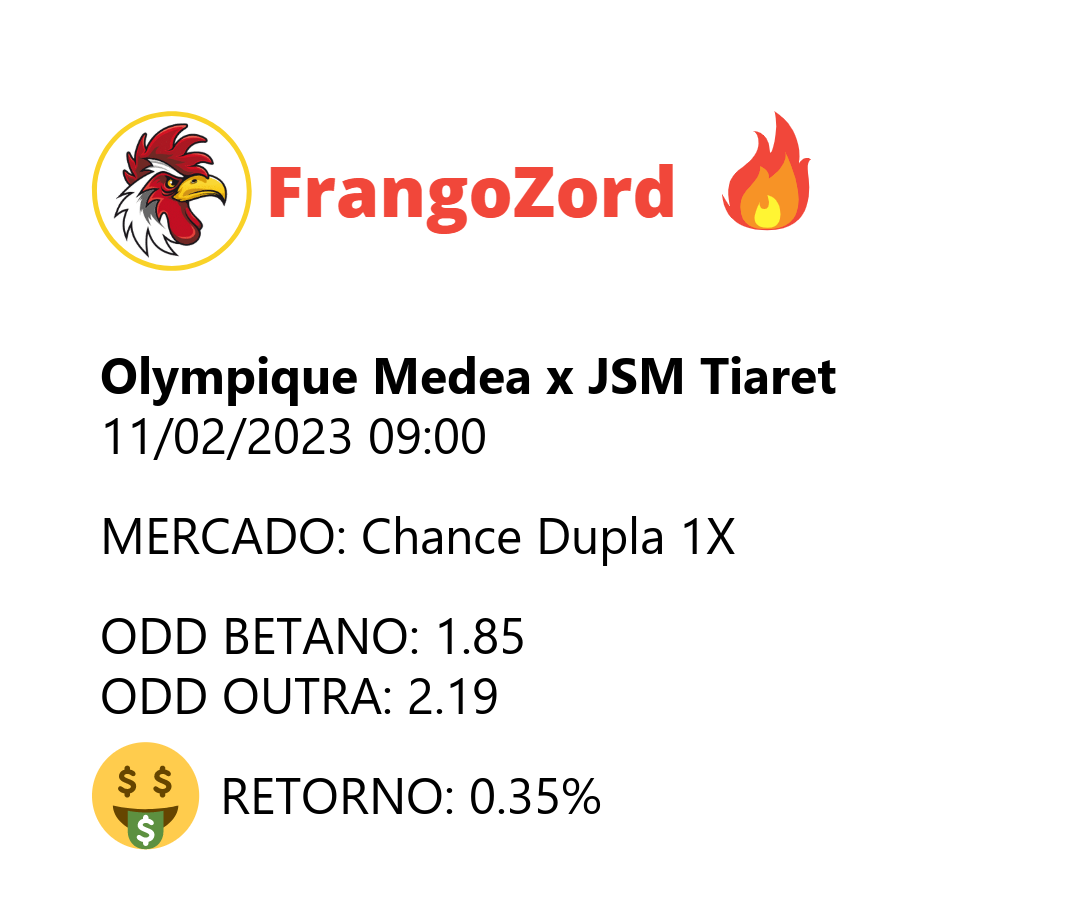 FrangoZord
Olympique Medea x JSM Tiaret
11/02/2023 09:00
MERCADO: Chance Dupla 1X
ODD BETANO: 1.85
ODD OUTRA: 2.19
RETORNO: 0.35%